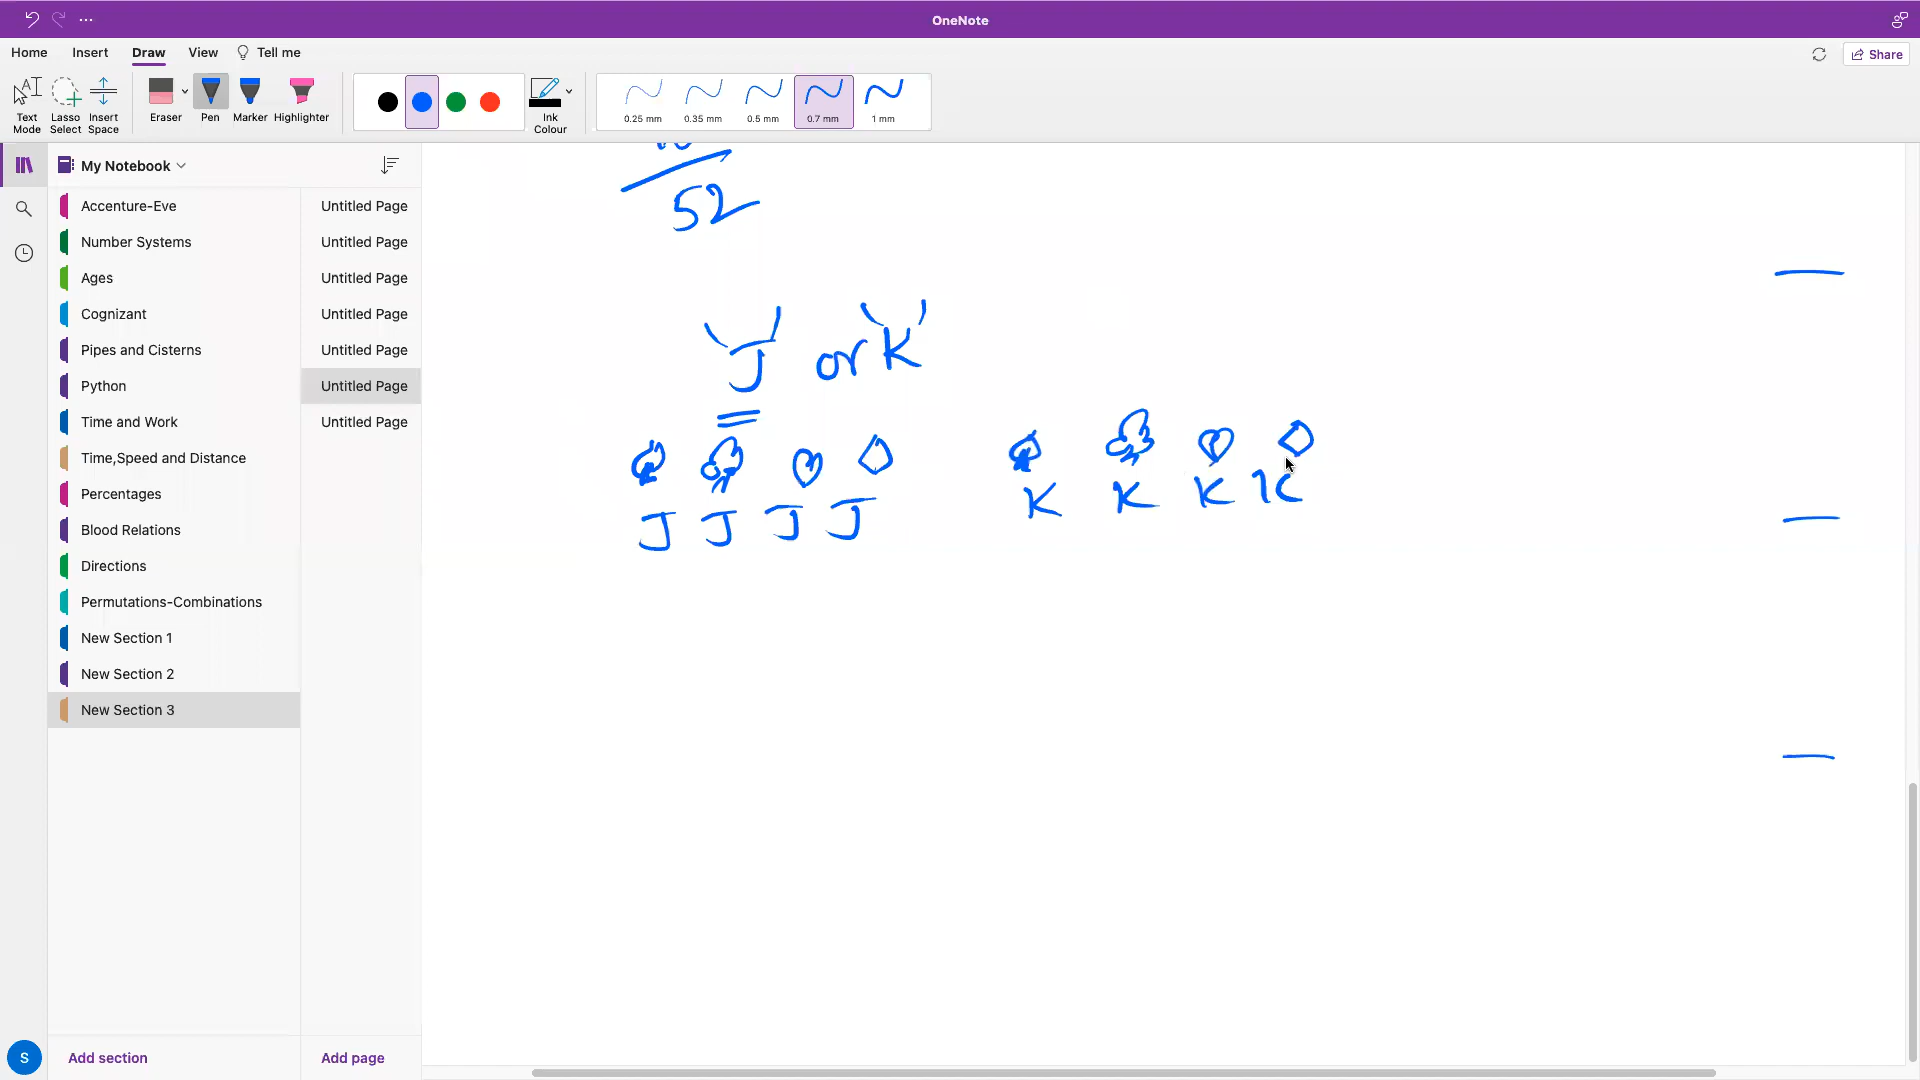 OneNote
Home Insert Draw View Tell me
Share
Text Mode
Lasso Select
Insert Space
Eraser
Pen
Marker
Highlighter
Ink Colour
0.25 mm
0.35 mm
0.5 mm
0.7 mm
1 mm
My Notebook
Accenture-Eve
Number Systems
Ages
Cognizant
Pipes and Cisterns
Python
Time and Work
Time,Speed and Distance
Percentages
Blood Relations
Directions
Permutations-Combinations
New Section 1
New Section 2
New Section 3
Untitled Page
Untitled Page
Untitled Page
Untitled Page
Untitled Page
Untitled Page
Untitled Page
52
'J' or 'K'
J J J J
K K K K
S
Add section
Add page